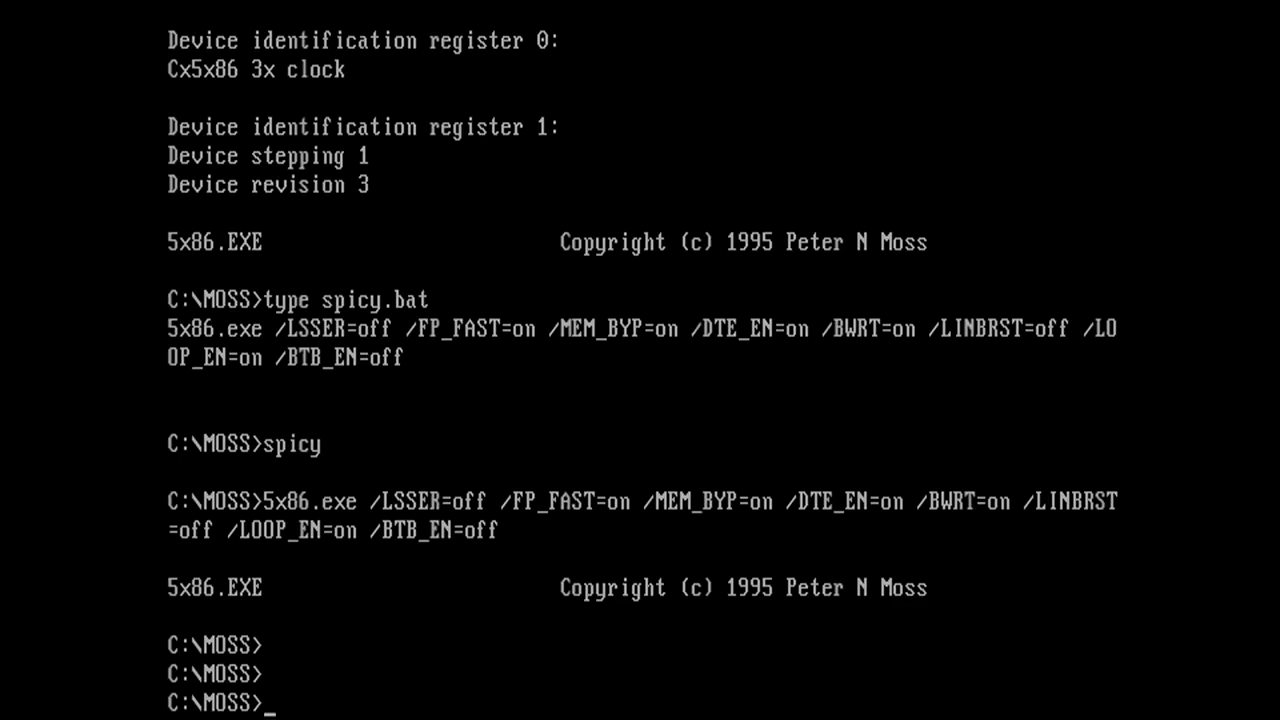 Device identification register 0:
Cx5x86 3x clock
Device identification register 1:
Device stepping 1
Device revision 3
5x86.EXE                         Copyright (c) 1995 Peter N Moss
C:\MOSS>type spicy.bat
5x86.exe /LSSER=off /FP_FAST=on /MEM_BYP=on /DTE_EN=on /BWRT=on /LINBRST=off /LO
OP_EN=on /BTB_EN=off
C:\MOSS>spicy
C:\MOSS>5x86.exe /LSSER=off /FP_FAST=on /MEM_BYP=on /DTE_EN=on /BWRT=on /LINBRST
=off /LOOP_EN=on /BTB_EN=off
5x86.EXE                         Copyright (c) 1995 Peter N Moss
C:\MOSS>
C:\MOSS>
C:\MOSS>_